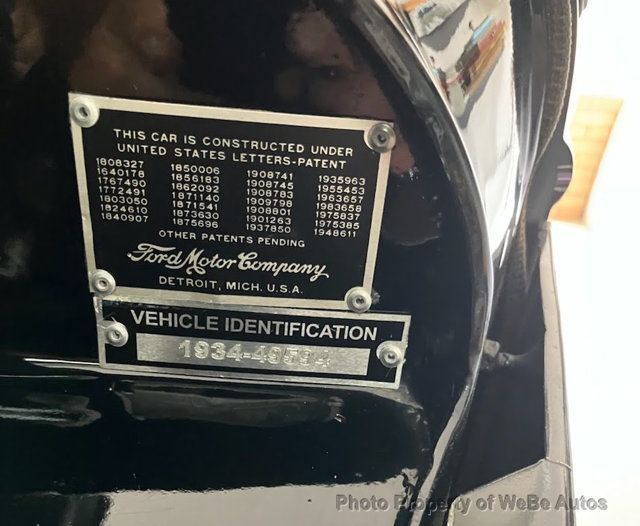 THIS CAR IS CONSTRUCTED UNDER
UNITED STATES LETTERS-PATENT
1808327 1850006 1908741 1935963
1640178 1856183 1908745 1955453
1767490 1862092 1908783 1963657
1772491 1871140 1909798 1983658
1803050 1871541 1908801 1975837
1824610 1873630 1901263 1975385
1840907 1875696 1937850 1948611
OTHER PATENTS PENDING
Ford Motor Company
DETROIT, MICH. U.S.A.
VEHICLE IDENTIFICATION
1934-49594
Photo Property of WeBe Autos